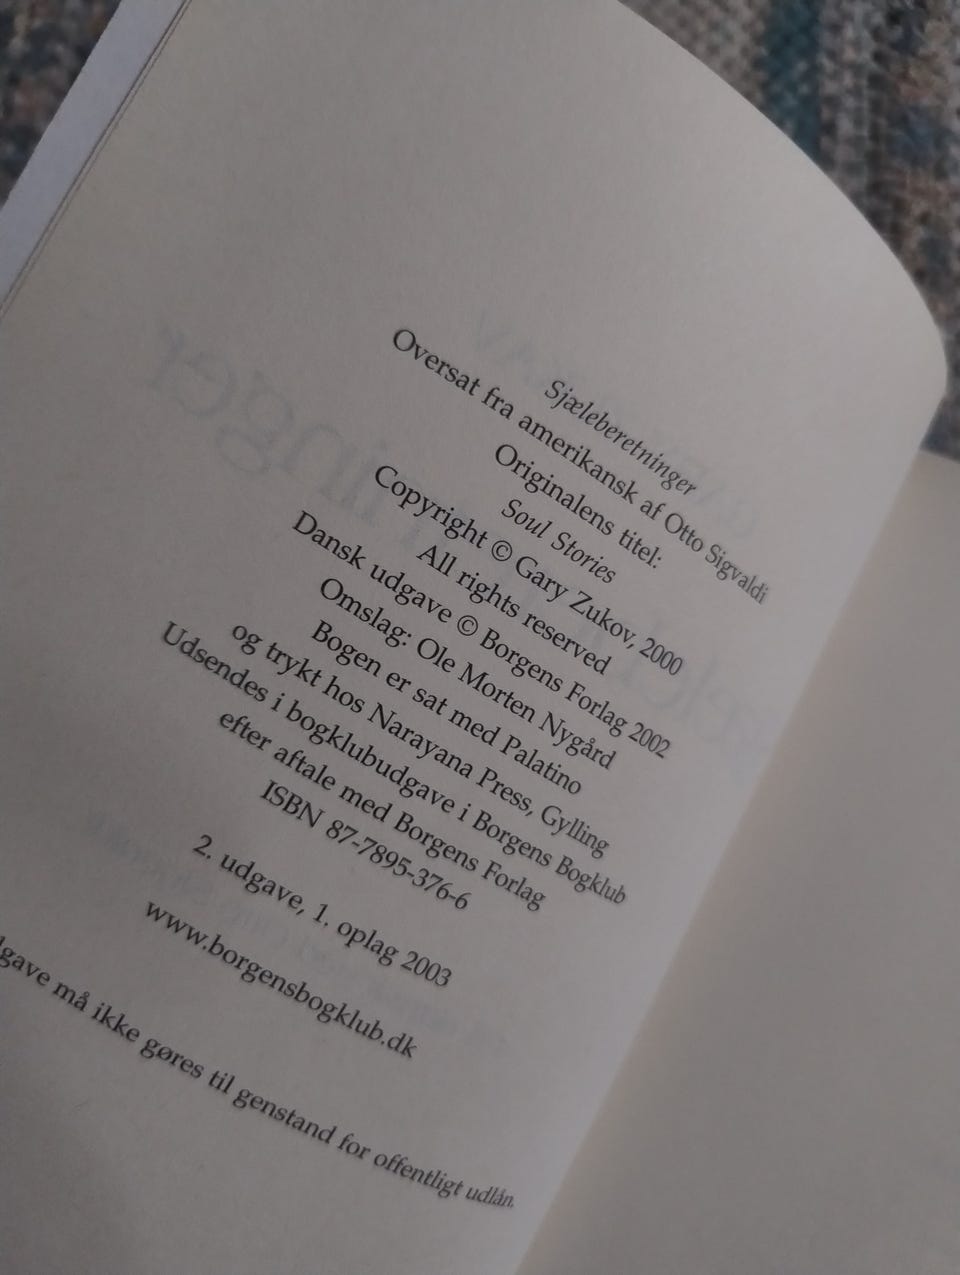 Sjæleberetninger
Oversat fra amerikansk af Otto Sigvaldi
Originalens titel:
Soul Stories
Copyright © Gary Zukov, 2000
All rights reserved
Dansk udgave © Borgens Forlag 2002
Omslag: Ole Morten Nygård
Bogen er sat med Palatino
og trykt hos Narayana Press, Gylling
Udsendes i bogklubudgave i Borgens Bogklub
efter aftale med Borgens Forlag
ISBN 87-7895-376-6
2. udgave, 1. oplag 2003
www.borgensbogklub.dk
må ikke gøres til genstand for offentligt udlån.